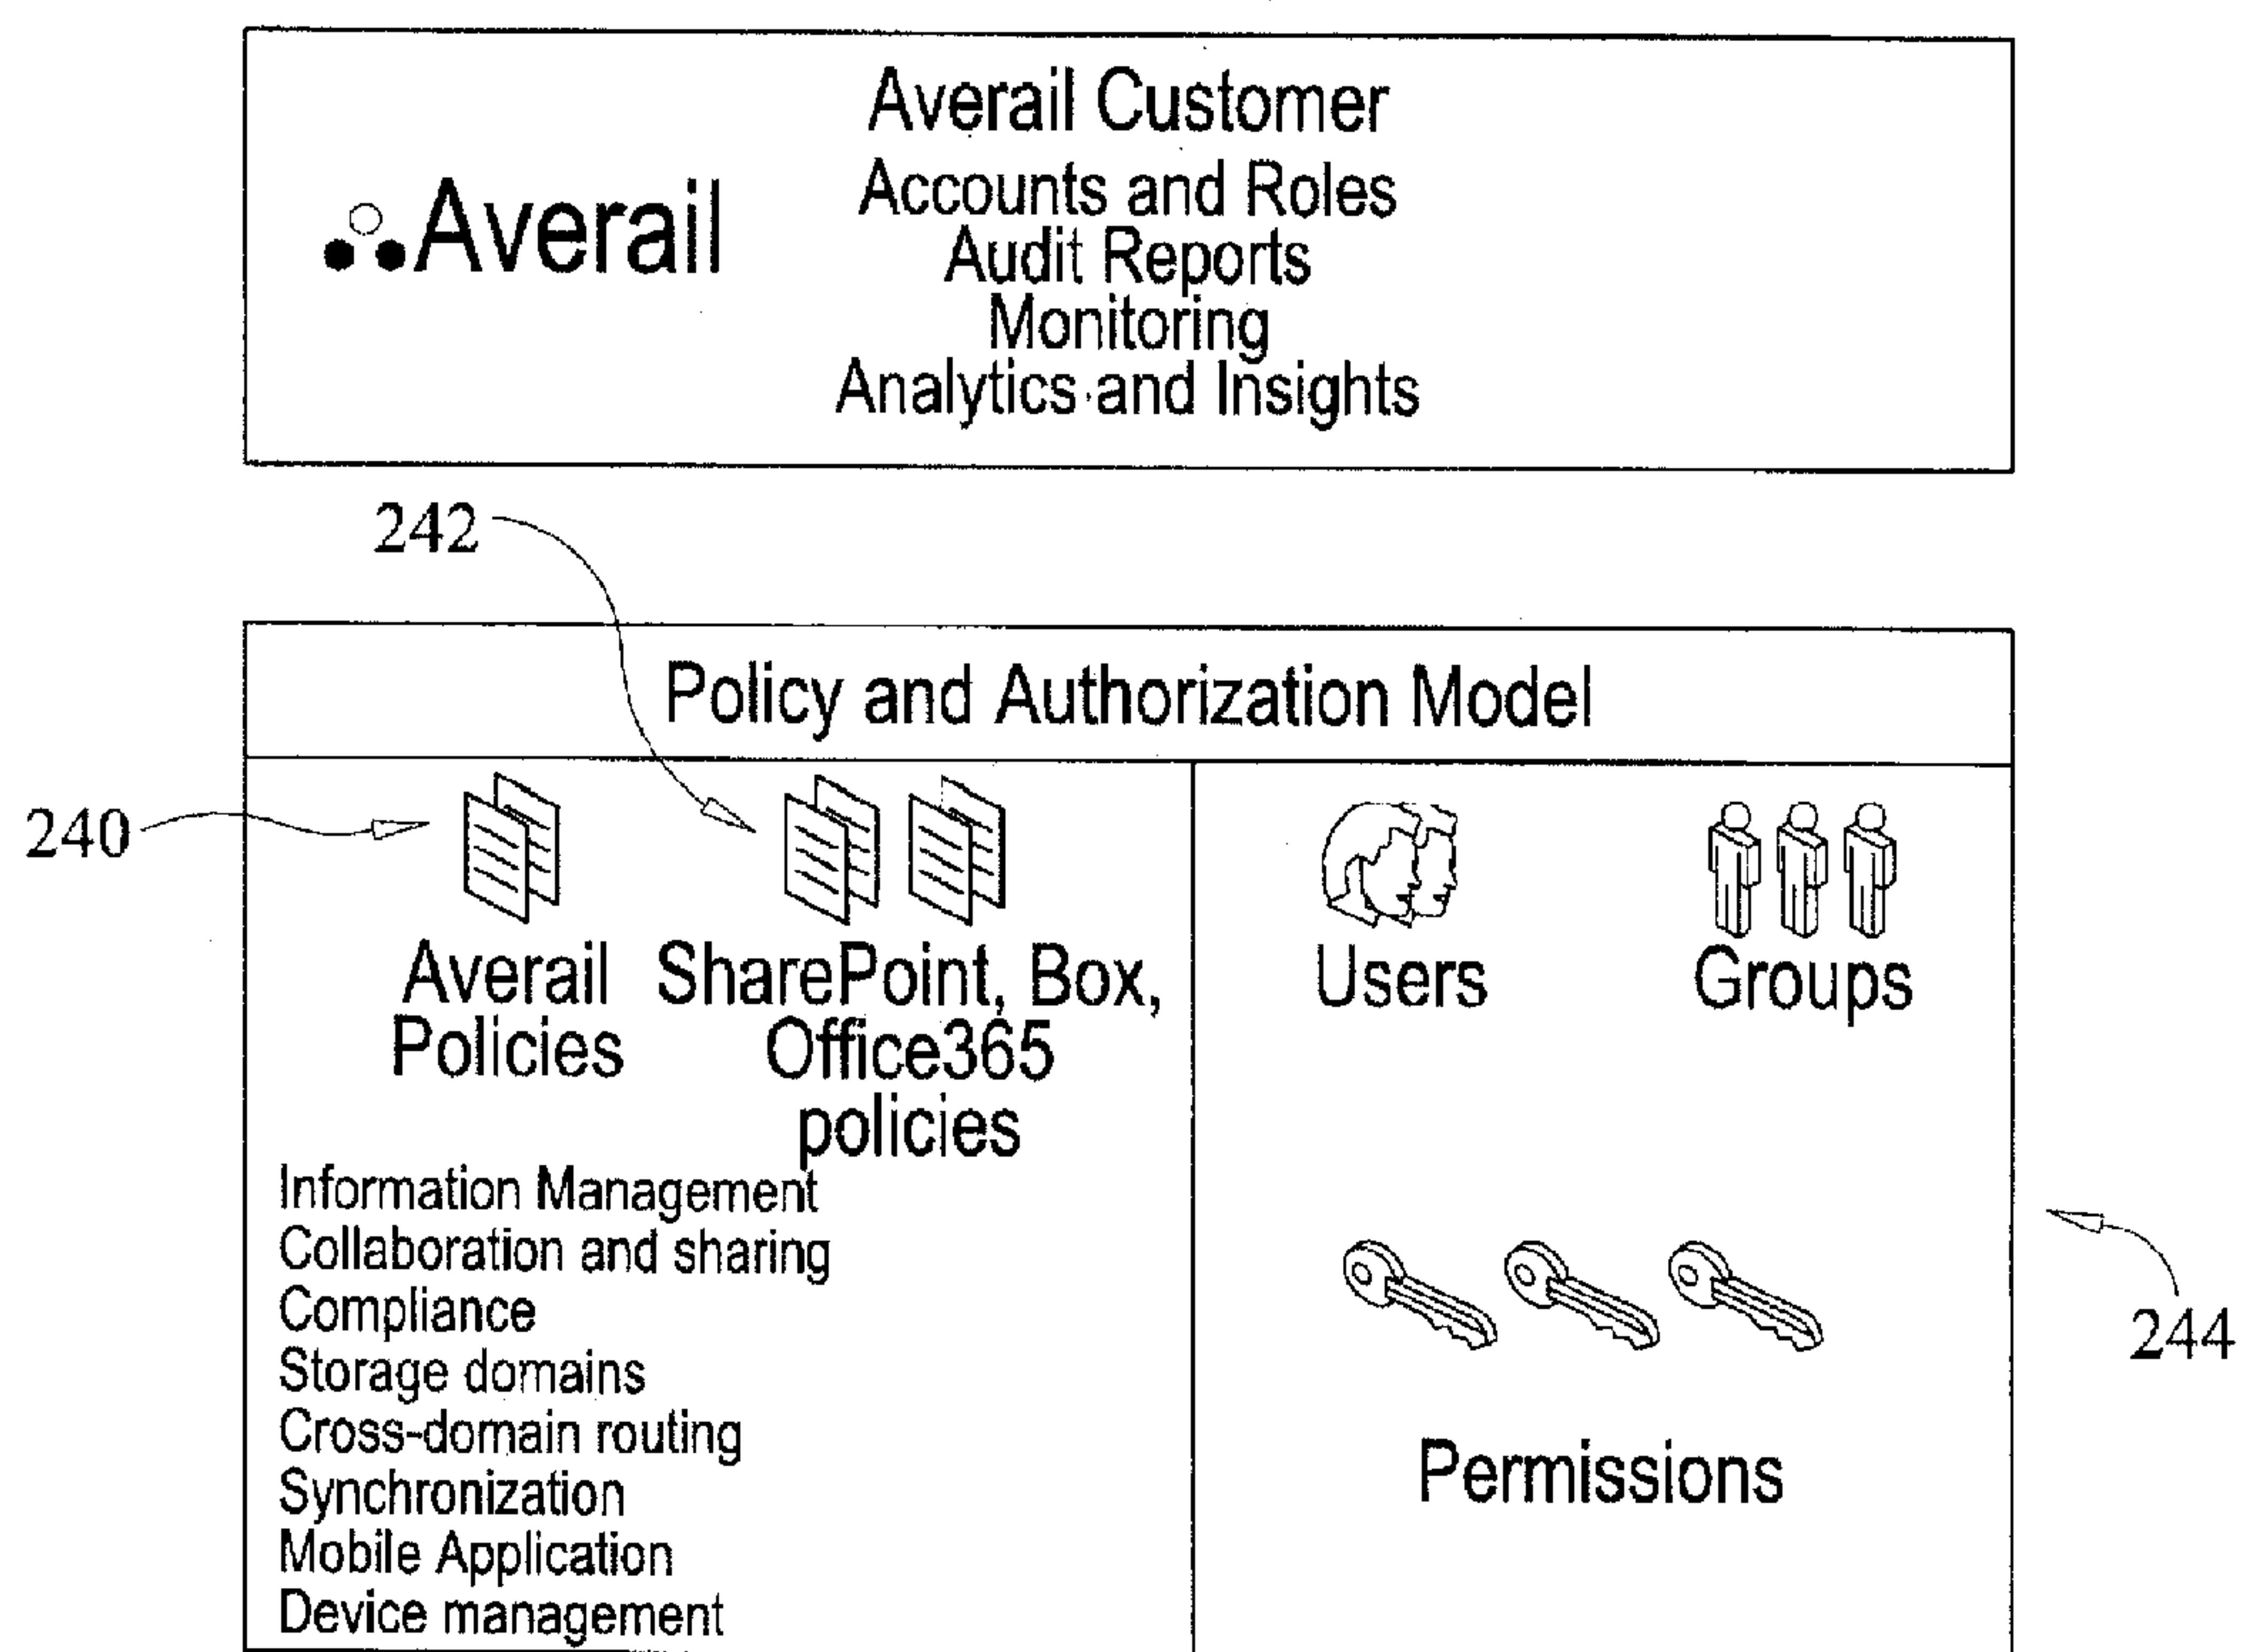 Averail Customer
Averail
Accounts and Roles
Audit Reports
Monitoring
Analytics and Insights
242
Policy and Authorization Model
240
Averail
Policies
SharePoint, Box,
Office365
policies
Users
Groups
Information Management
Collaboration and sharing
Compliance
Storage domains
Cross-domain routing
Synchronization
Mobile Application
Device management
Permissions
244